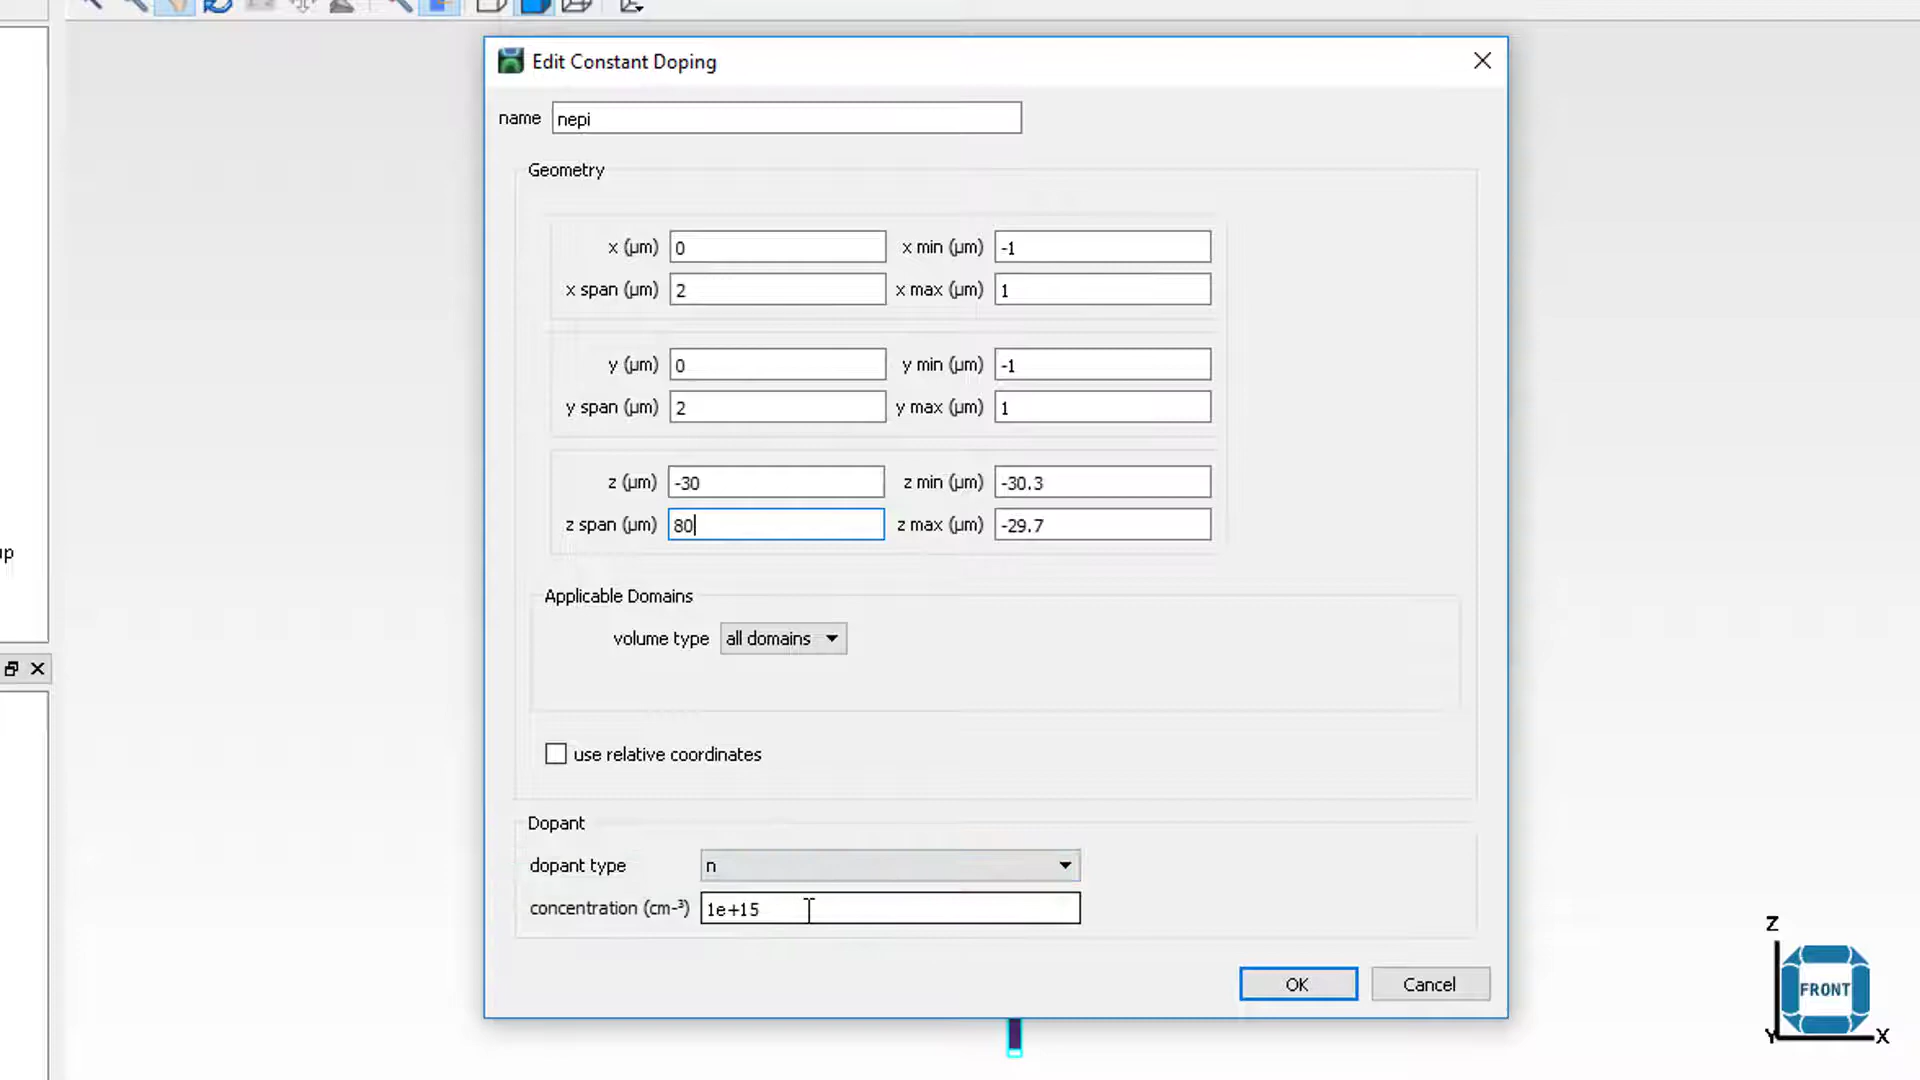 Edit Constant Doping
name nepi
Geometry
x (µm) 0 x min (µm) -1
x span (µm) 2 x max (µm) 1
y (µm) 0 y min (µm) -1
y span (µm) 2 y max (µm) 1
z (µm) -30 z min (µm) -30.3
z span (µm) 80 z max (µm) -29.7
up
Applicable Domains
volume type all domains
use relative coordinates
Dopant
dopant type n
concentration (cm-³) 1e+15
OK Cancel
Z
FRONT
Y X